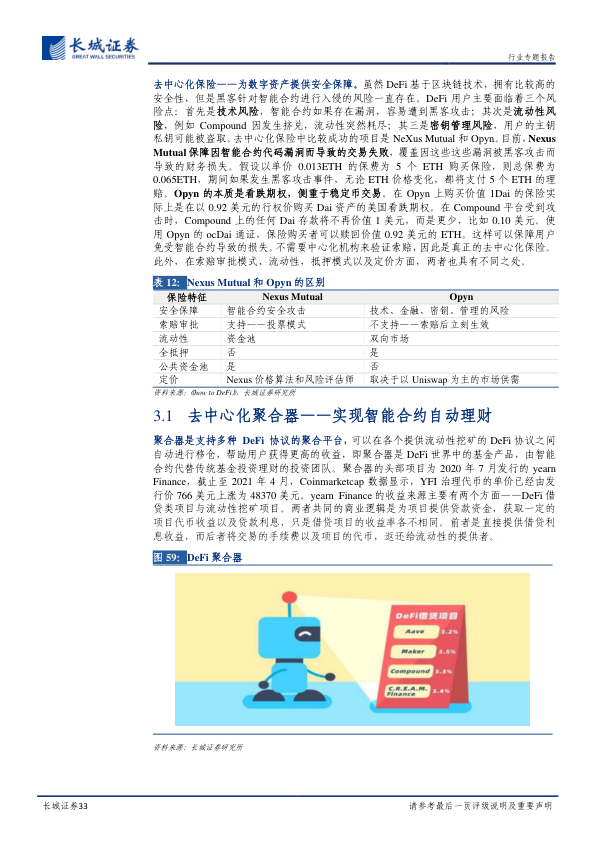 长城证券
GREAT WALL SECURITIES
行业专题报告
去中心化保险——为数字资产提供安全保障。虽然 DeFi 基于区块链技术，拥有比较高的
安全性，但是黑客针对智能合约进行入侵的风险一直存在。DeFi 用户主要面临着三个风
险点：首先是技术风险，智能合约如果存在漏洞，容易遭到黑客攻击；其次是流动性风
险，例如 Compound 因发生挤兑，流动性突然耗尽；其三是密钥管理风险，用户的主钥
私钥可能被盗取。去中心化保险中比较成功的项目是 NeXus Mutual 和 Opyn。目前，Nexus
Mutual 保障因智能合约代码漏洞而导致的交易失败，覆盖因这些这些漏洞被黑客攻击而
导致的财务损失。假设以单价 0.013ETH 的保费为 5 个 ETH 购买保险，则总保费为
0.065ETH，期间如果发生黑客攻击事件，无论 ETH 价格变化，都将支付 5 个 ETH 的理
赔。Opyn 的本质是看跌期权，侧重于稳定币交易。在 Opyn 上购买价值 1Dai 的保险实
际上是在以 0.92 美元的行权价购买 Dai 资产的美国看跌期权。在 Compound 平台受到攻
击时，Compound 上的任何 Dai 存款将不再价值 1 美元，而是更少，比如 0.10 美元。使
用 Opyn 的 ocDai 通证，保险购买者可以赎回价值 0.92 美元的 ETH。这样可以保障用户
免受智能合约导致的损失。不需要中心化机构来验证索赔，因此是真正的去中心化保险。
此外，在索赔审批模式、流动性，抵押模式以及定价方面，两者也具有不同之处。
表 12: Nexus Mutual 和 Opyn 的区别
保险特征 Nexus Mutual Opyn
安全保障 智能合约安全攻击 技术、金融、密钥、管理的风险
索赔审批 支持——投票模式 不支持——索赔后立刻生效
流动性 资金池 双向市场
全抵押 否 是
公共资金池 是 否
定价 Nexus 价格算法和风险评估师 取决于以 Uniswap 为主的市场供需
资料来源：《how to DeFi》，长城证券研究所
3.1 去中心化聚合器——实现智能合约自动理财
聚合器是支持多种 DeFi 协议的聚合平台，可以在各个提供流动性挖矿的 DeFi 协议之间
自动进行移仓，帮助用户获得更高的收益，即聚合器是 DeFi 世界中的基金产品，由智能
合约代替传统基金投资理财的投资团队。聚合器的头部项目为 2020 年 7 月发行的 yearn
Finance，截止至 2021 年 4 月，Coinmarketcap 数据显示，YFI 治理代币的单价已经由发
行价 766 美元上涨为 48370 美元。yearn Finance 的收益来源主要有两个方面——DeFi 借
贷类项目与流动性挖矿项目。两者共同的商业逻辑是为项目提供贷款资金，获取一定的
项目代币收益以及贷款利息，只是借贷项目的收益率各不相同。前者是直接提供借贷利
息收益，而后者将交易的手续费以及项目的代币，返还给流动性的提供者。
图 59: DeFi 聚合器
DeFi借贷项目
Aave 3.2%
Maker 3.5%
Compound 3.3%
C.R.E.A.M. Finance 3.4%
资料来源：长城证券研究所
长城证券33
请参考最后一页评级说明及重要声明